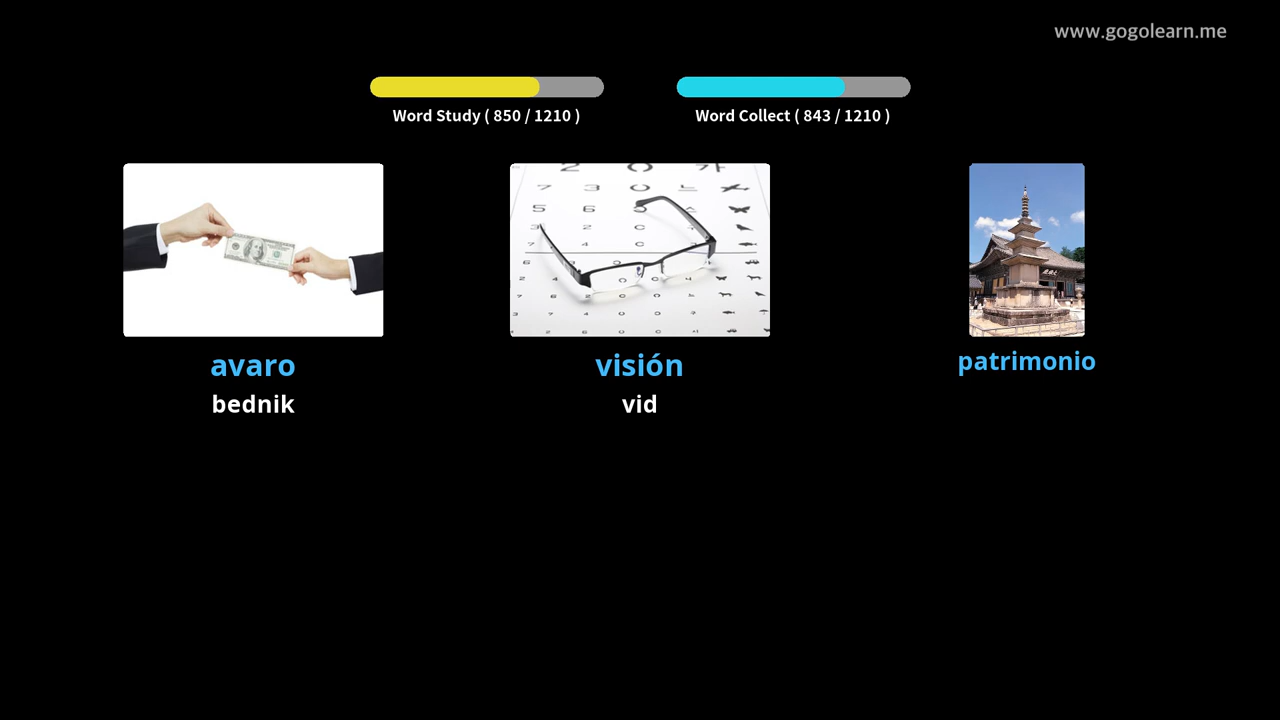 www.gogolearn.me
Word Study ( 850 / 1210 )
Word Collect ( 843 / 1210 )
avaro
bednik
visión
vid
patrimonio